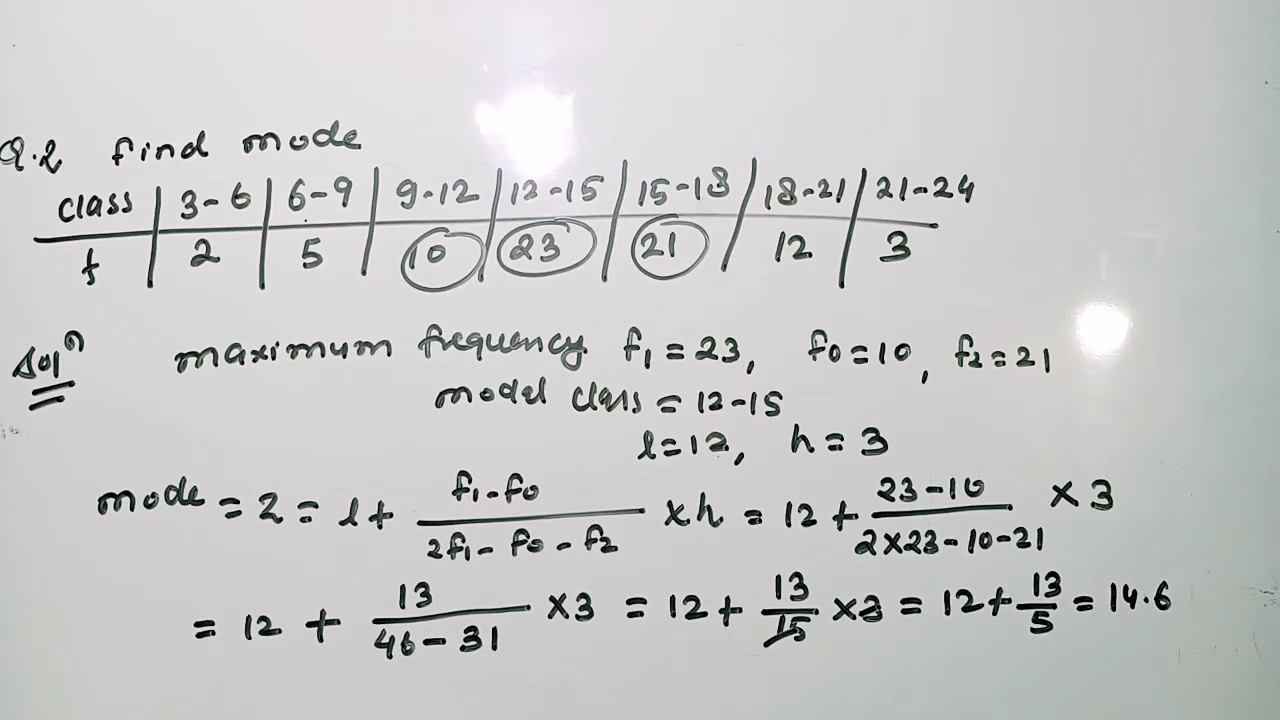 Q.2 find mode
class | 3-6 | 6-9 | 9-12 | 12-15 | 15-18 | 18-21 | 21-24
f | 2 | 5 | 10 | 23 | 21 | 12 | 3
Solⁿ maximum frequency f₁ = 23, f₀ = 10, f₂ = 21
model class = 12-15
l = 12, h = 3
mode = Z = l + (f₁ - f₀)/(2f₁ - f₀ - f₂) × h = 12 + (23 - 10)/(2×23 - 10 - 21) × 3
= 12 + 13/(46 - 31) × 3 = 12 + 13/15 × 3 = 12 + 13/5 = 14.6